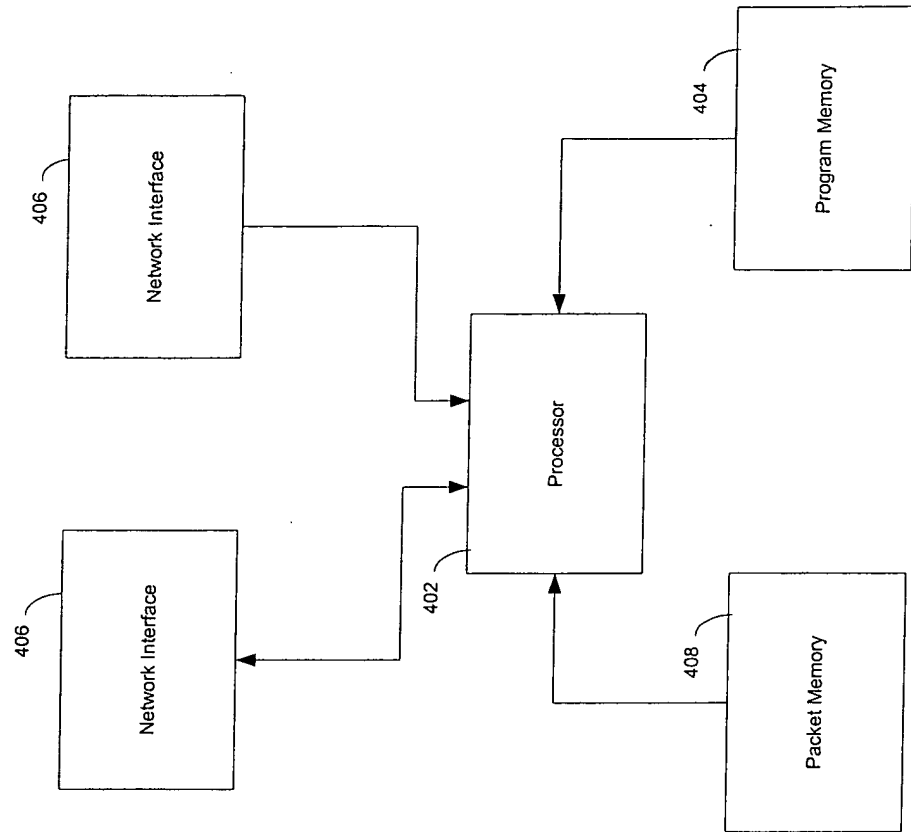 406
Network Interface
406
Network Interface
402
Processor
408
Packet Memory
404
Program Memory